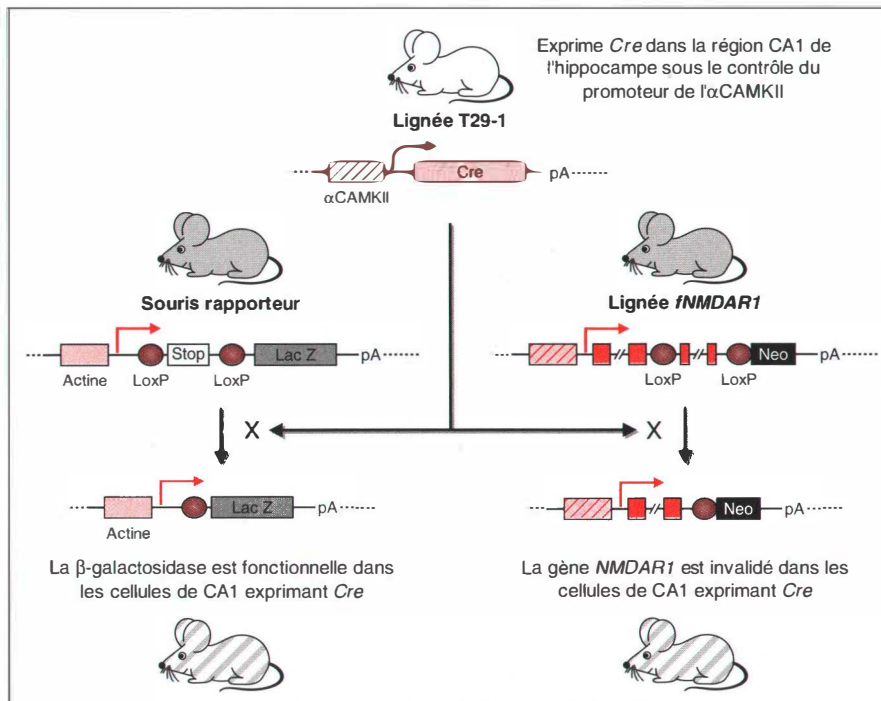 Exprime Cre dans la région CA1 de
l'hippocampe sous le contrôle du
promoteur de l'αCAMKII
Lignée T29-1
Cre
pA
αCAMKII
Souris rapporteur
Stop
Lac Z
pA
Actine
LoxP
LoxP
Lignée fNMDAR1
Neo
pA
LoxP
LoxP
X
X
Lac Z
pA
Actine
Neo
pA
La β-galactosidase est fonctionnelle dans
les cellules de CA1 exprimant Cre
La gène NMDAR1 est invalidé dans les
cellules de CA1 exprimant Cre